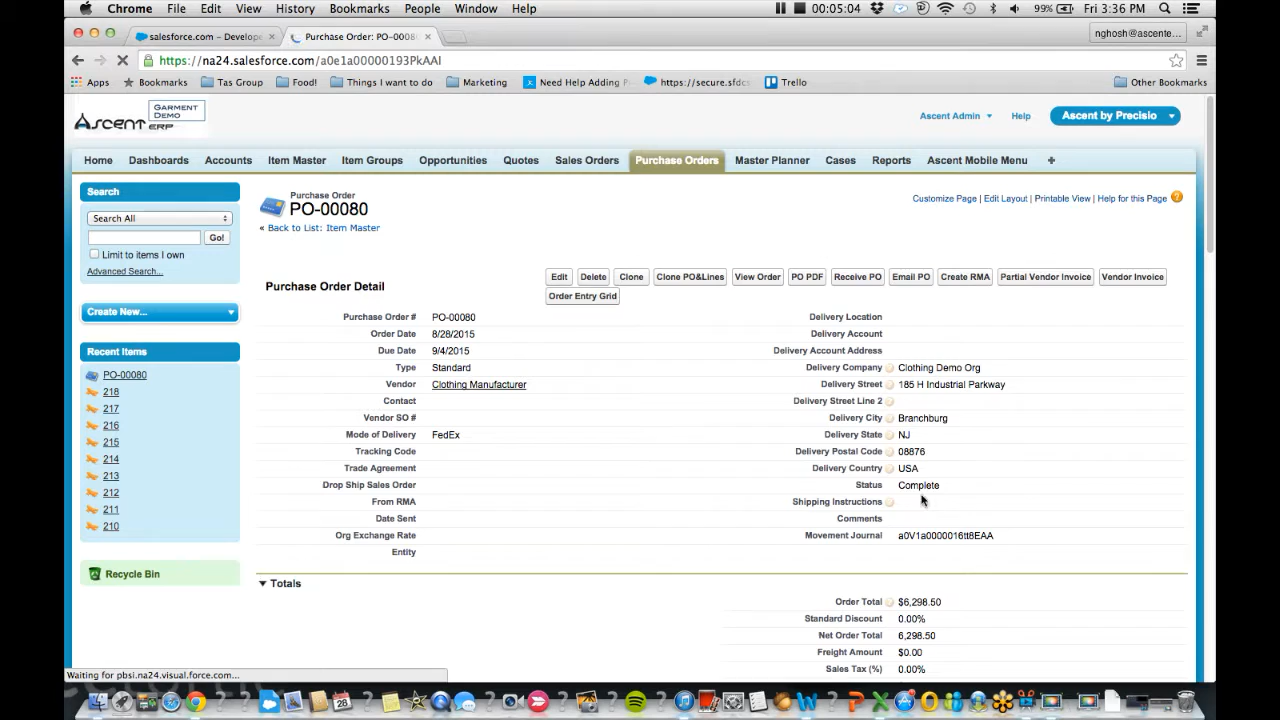 Chrome File Edit View History Bookmarks People Window Help 00:05:04 99% Fri 3:36 PM
salesforce.com – Develope Purchase Order: PO-0008( nghosh@ascente...
https://na24.salesforce.com/a0e1a00000193PkAAI
Apps Bookmarks Tas Group Food! Things I want to do Marketing Need Help Adding P https://secure.sfdcs Trello Other Bookmarks
Ascent ERP GARMENT DEMO
Ascent Admin Help Ascent by Precisio
Home Dashboards Accounts Item Master Item Groups Opportunities Quotes Sales Orders Purchase Orders Master Planner Cases Reports Ascent Mobile Menu +
Search
Search All
Go!
Limit to items I own
Advanced Search...
Create New...
Recent Items
PO-00080
218
217
216
215
214
213
212
211
210
Recycle Bin
Purchase Order
PO-00080
« Back to List: Item Master
Customize Page | Edit Layout | Printable View | Help for this Page ?
Purchase Order Detail
Edit Delete Clone Clone PO&Lines View Order PO PDF Receive PO Email PO Create RMA Partial Vendor Invoice Vendor Invoice
Order Entry Grid
Purchase Order # PO-00080 Delivery Location
Order Date 8/28/2015 Delivery Account
Due Date 9/4/2015 Delivery Account Address
Type Standard Delivery Company Clothing Demo Org
Vendor Clothing Manufacturer Delivery Street 185 H Industrial Parkway
Contact Delivery Street Line 2
Vendor SO # Delivery City Branchburg
Mode of Delivery FedEx Delivery State NJ
Tracking Code Delivery Postal Code 08876
Trade Agreement Delivery Country USA
Drop Ship Sales Order Status Complete
From RMA Shipping Instructions
Date Sent Comments
Org Exchange Rate Movement Journal a0V1a0000016tt8EAA
Entity
Totals
Order Total $6,298.50
Standard Discount 0.00%
Net Order Total 6,298.50
Freight Amount $0.00
Sales Tax (%) 0.00%
Waiting for pbsi.na24.visual.force.com...